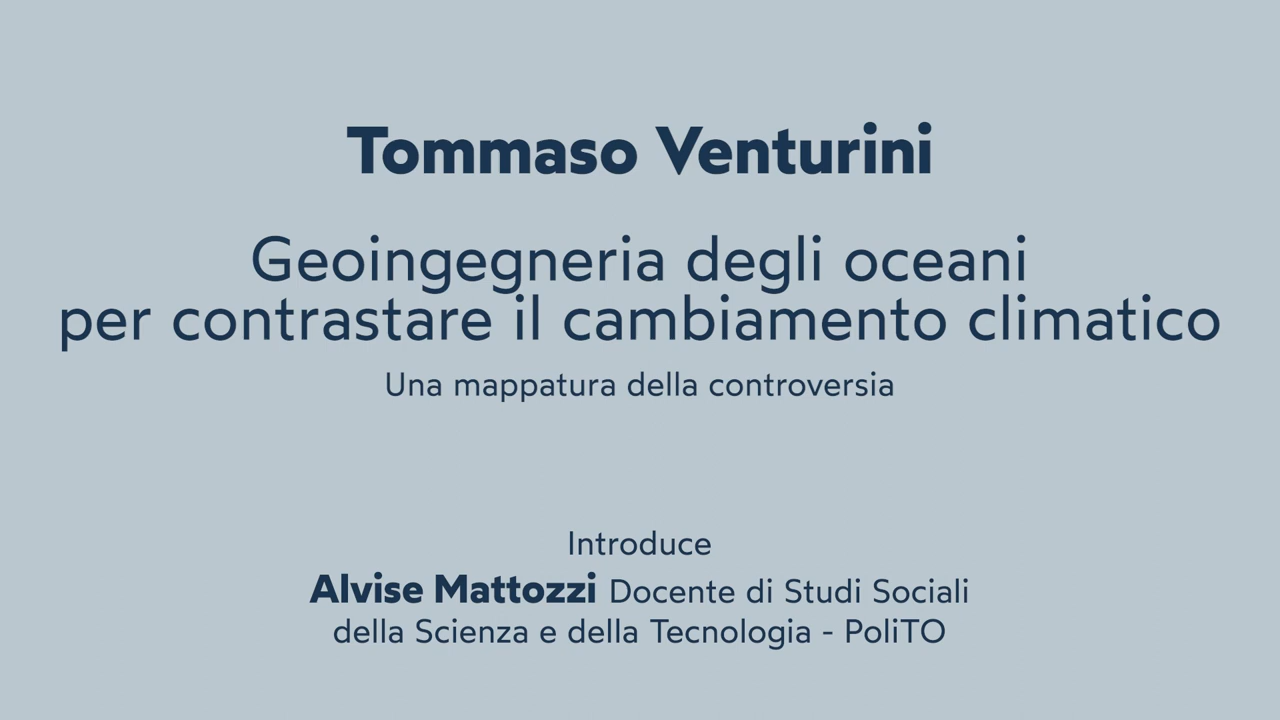 Tommaso Venturini
Geoingegneria degli oceani
per contrastare il cambiamento climatico
Una mappatura della controversia
Introduce
Alvise Mattozzi Docente di Studi Sociali
della Scienza e della Tecnologia - PoliTO